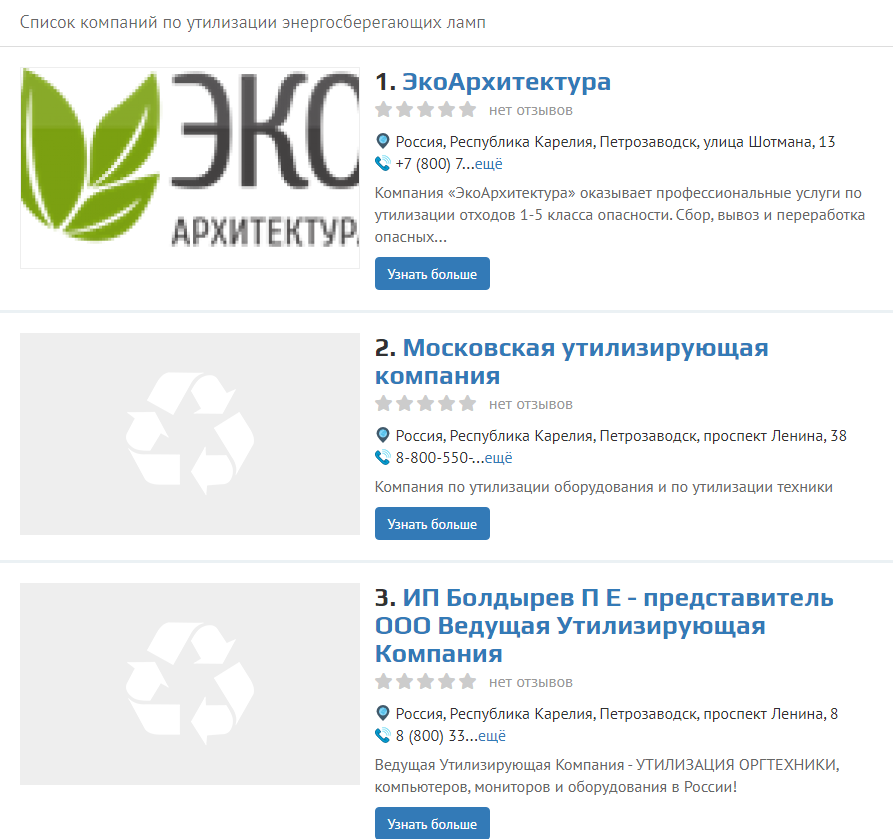 Список компаний по утилизации энергосберегающих ламп
ЭКО
АРХИТЕКТУР
1. ЭкоАрхитектура
нет отзывов
Россия, Республика Карелия, Петрозаводск, улица Шотмана, 13
+7 (800) 7...ещё
Компания «ЭкоАрхитектура» оказывает профессиональные услуги по
утилизации отходов 1-5 класса опасности. Сбор, вывоз и переработка
опасных...
Узнать больше
2. Московская утилизирующая
компания
нет отзывов
Россия, Республика Карелия, Петрозаводск, проспект Ленина, 38
8-800-550-...ещё
Компания по утилизации оборудования и по утилизации техники
Узнать больше
3. ИП Болдырев П Е - представитель
ООО Ведущая Утилизирующая
Компания
нет отзывов
Россия, Республика Карелия, Петрозаводск, проспект Ленина, 8
8 (800) 33...ещё
Ведущая Утилизирующая Компания - УТИЛИЗАЦИЯ ОРГТЕХНИКИ,
компьютеров, мониторов и оборудования в России!
Узнать больше